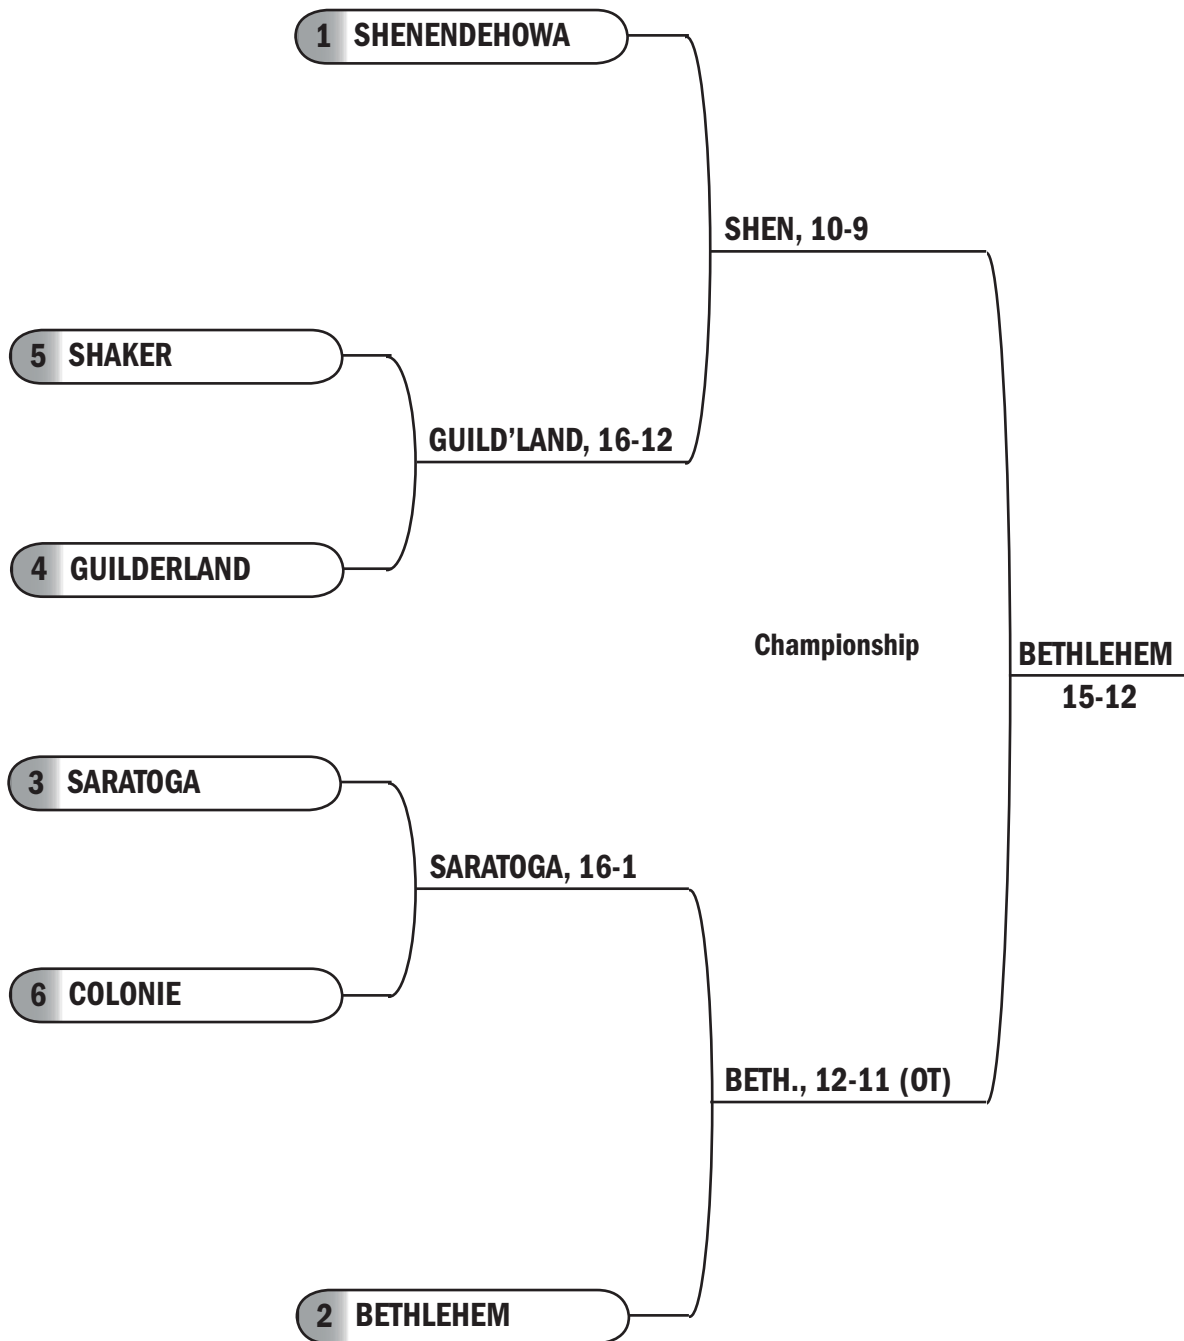 1 SHENENDEHOWA
SHEN, 10-9
5 SHAKER
GUILD’LAND, 16-12
4 GUILDERLAND
Championship
BETHLEHEM
15-12
3 SARATOGA
SARATOGA, 16-1
6 COLONIE
BETH., 12-11 (OT)
2 BETHLEHEM